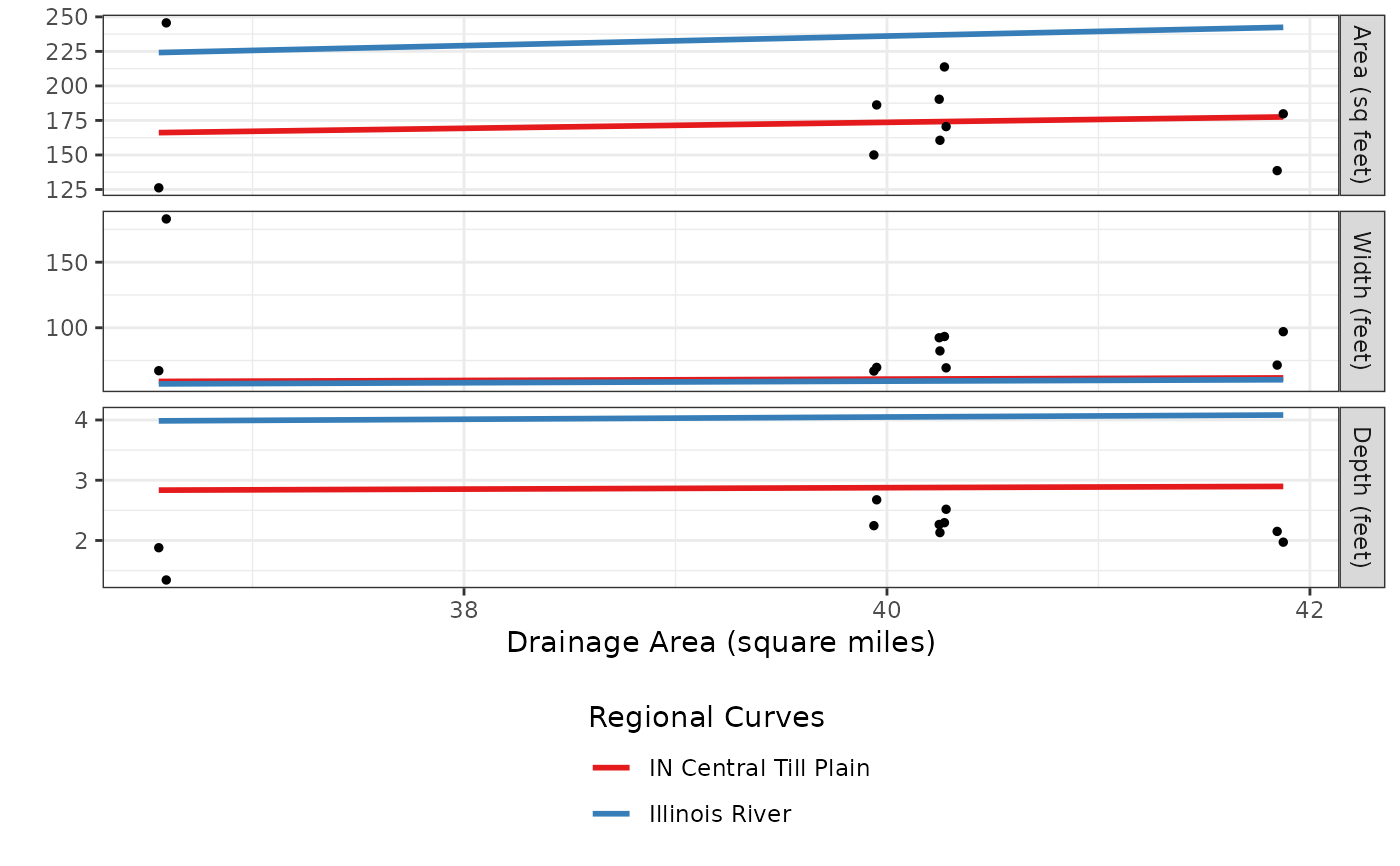 250
225
200
175
150
125
Area (sq feet)
150
100
Width (feet)
4
3
2
Depth (feet)
38 40 42
Drainage Area (square miles)
Regional Curves
IN Central Till Plain
Illinois River